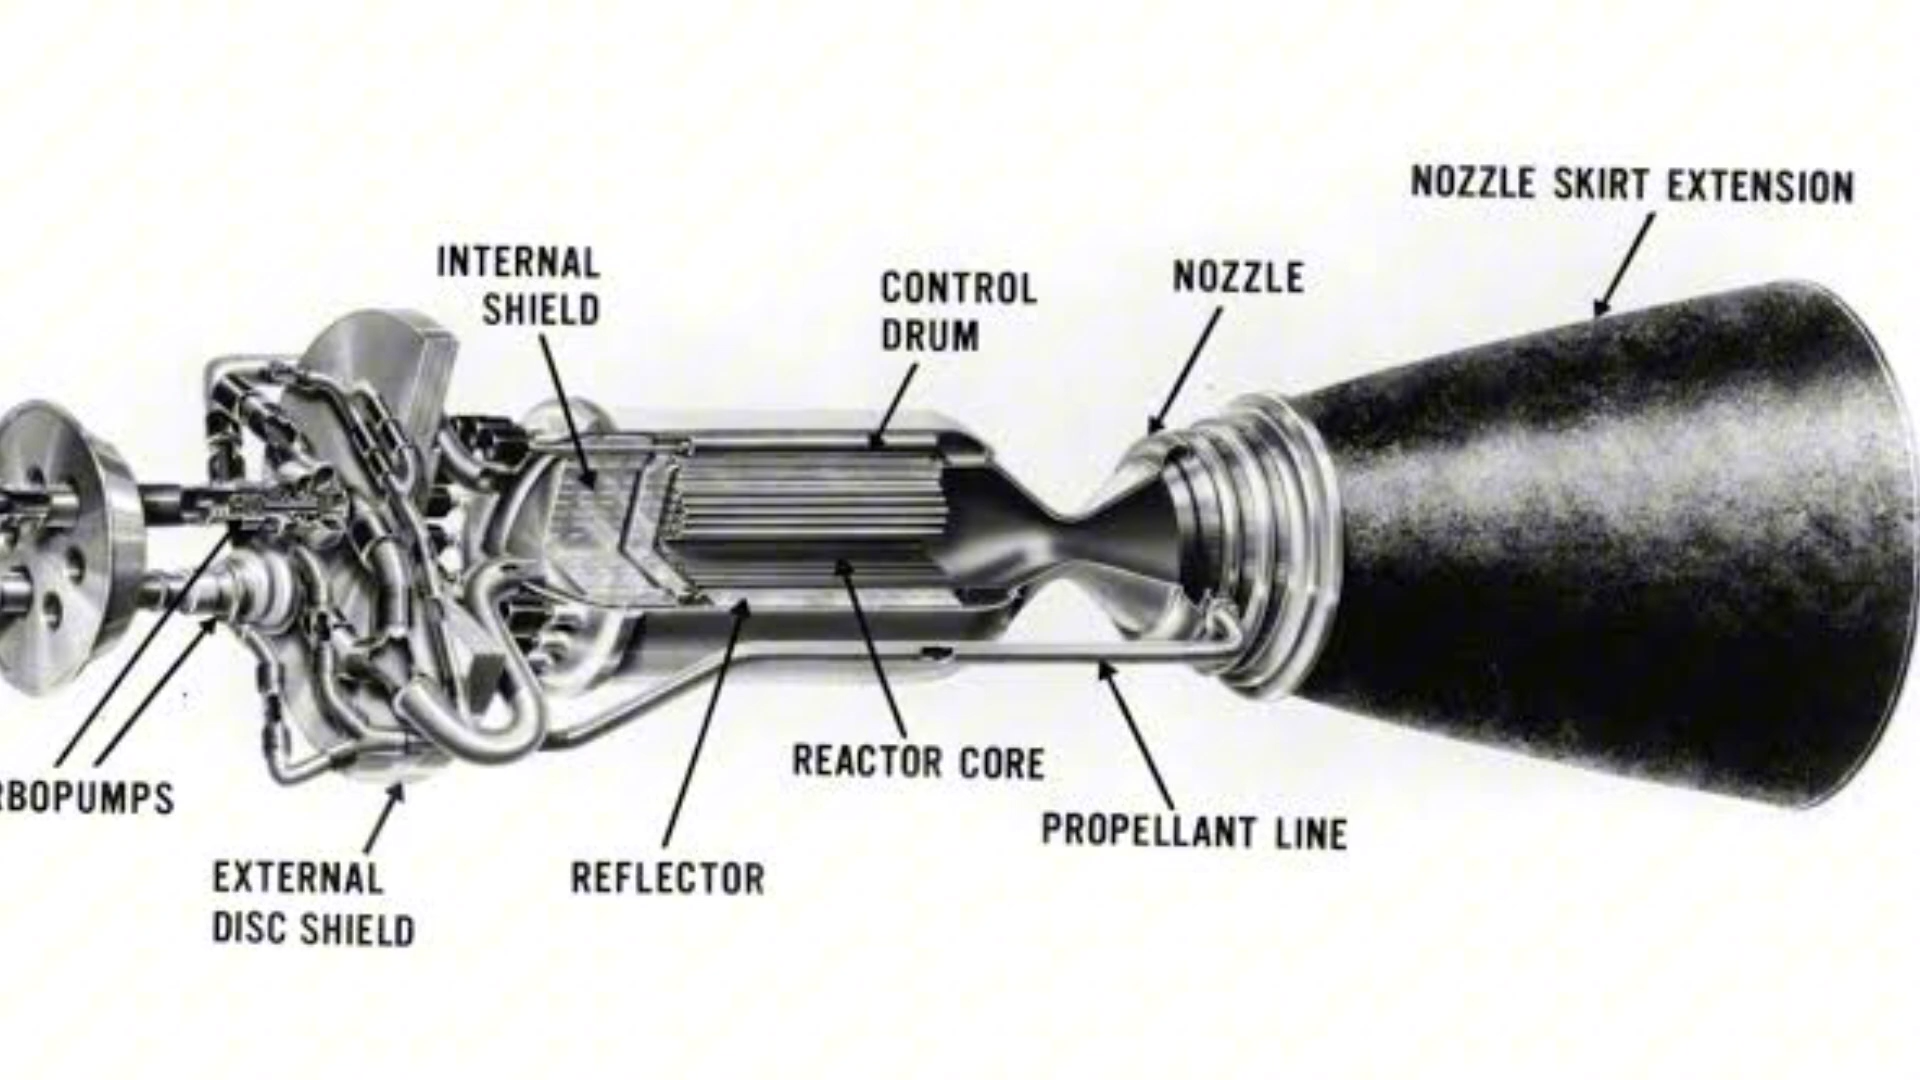 NOZZLE SKIRT EXTENSION
INTERNAL
SHIELD
CONTROL
DRUM
NOZZLE
RBOPUMPS
EXTERNAL
DISC SHIELD
REFLECTOR
REACTOR CORE
PROPELLANT LINE